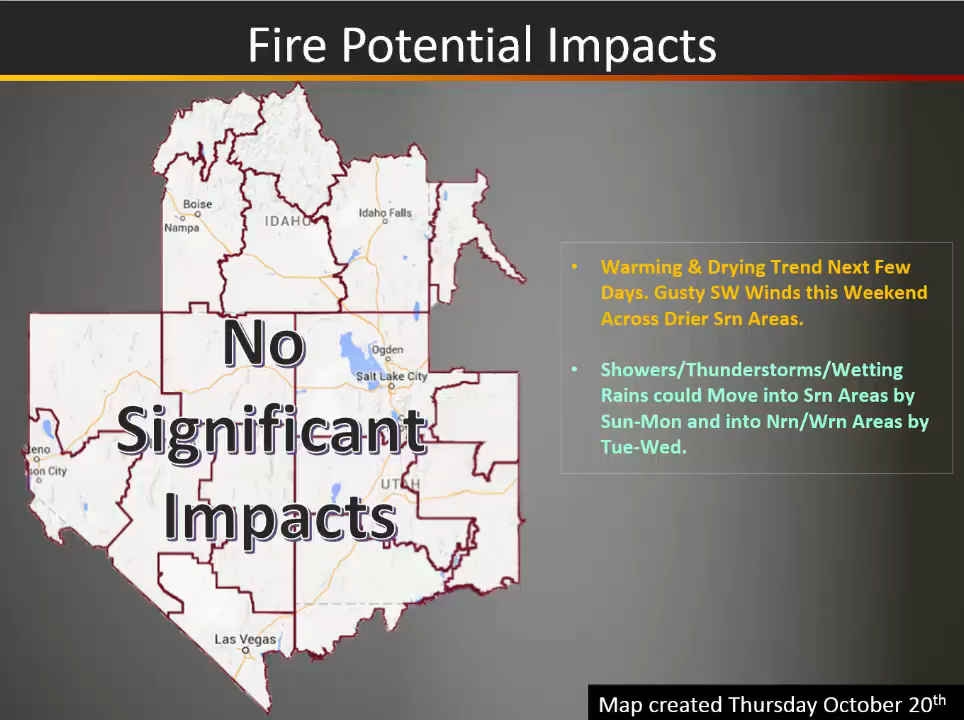 Fire Potential Impacts
Boise
Nampa
IDAHO
Idaho Falls
No
Significant
Impacts
Ogden
Salt Lake City
eno
son City
UTAH
Las Vegas
• Warming & Drying Trend Next Few
Days. Gusty SW Winds this Weekend
Across Drier Srn Areas.
• Showers/Thunderstorms/Wetting
Rains could Move into Srn Areas by
Sun-Mon and into Nrn/Wrn Areas by
Tue-Wed.
Map created Thursday October 20th